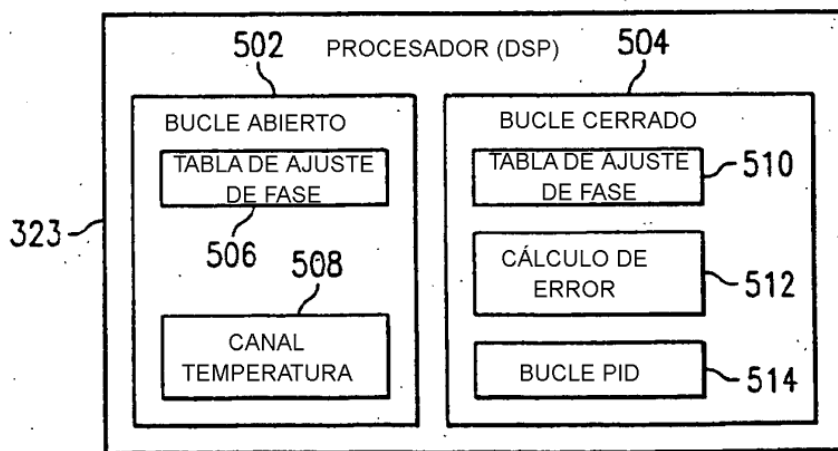 502
PROCESADOR (DSP)
504
BUCLE ABIERTO
BUCLE CERRADO
TABLA DE AJUSTE
DE FASE
TABLA DE AJUSTE
DE FASE
510
323
506
508
CÁLCULO DE
ERROR
512
CANAL
TEMPERATURA
BUCLE PID
514